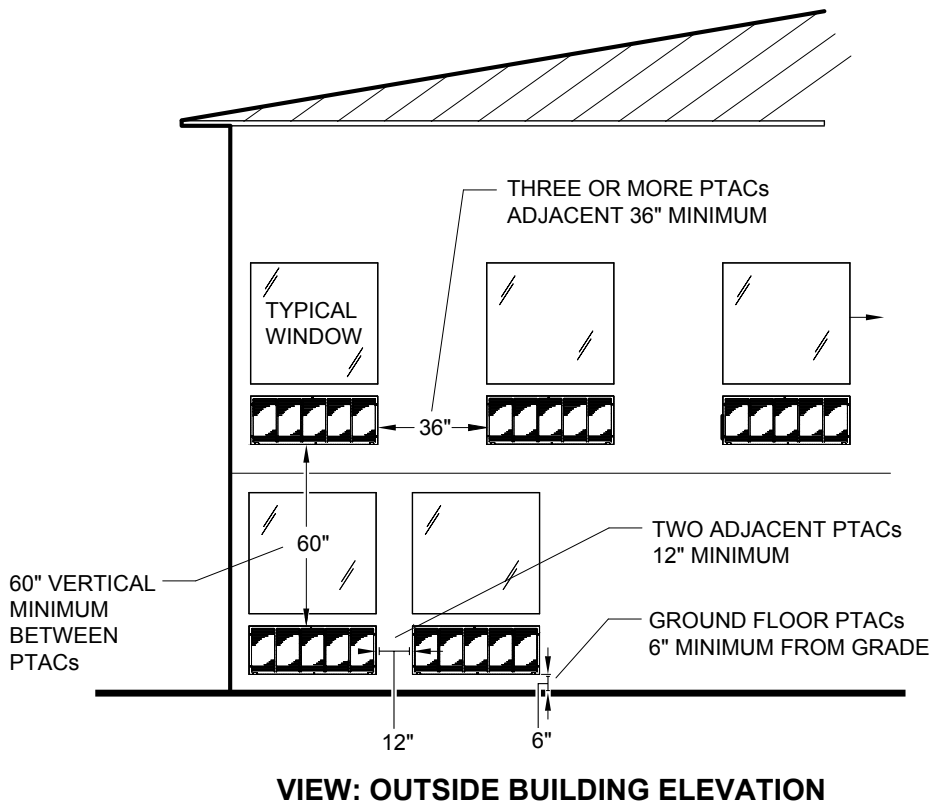 THREE OR MORE PTACs
ADJACENT 36" MINIMUM
TYPICAL
WINDOW
36"
60"
TWO ADJACENT PTACs
12" MINIMUM
60" VERTICAL
MINIMUM
BETWEEN
PTACs
GROUND FLOOR PTACs
6" MINIMUM FROM GRADE
12"
6"
VIEW: OUTSIDE BUILDING ELEVATION